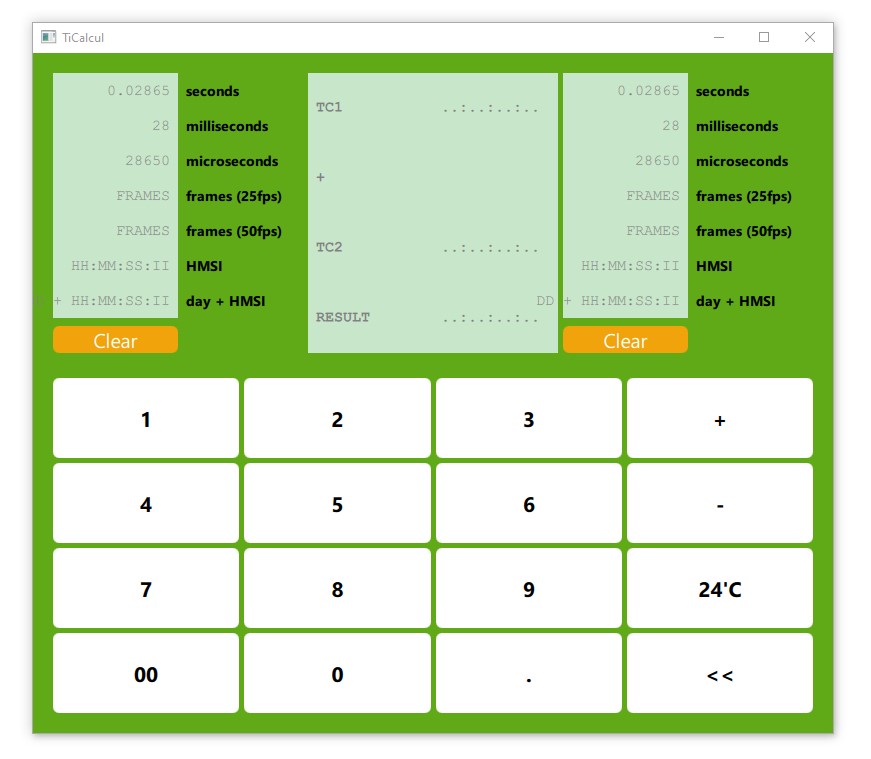 TiCalcul
0.02865 seconds
28 milliseconds
28650 microseconds
FRAMES frames (25fps)
FRAMES frames (50fps)
HH:MM:SS:II HMSI
+ HH:MM:SS:II day + HMSI
Clear
TC1 ..:..:..:..
+
TC2 ..:..:..:..
RESULT ..:..:..:..
0.02865 seconds
28 milliseconds
28650 microseconds
FRAMES frames (25fps)
FRAMES frames (50fps)
HH:MM:SS:II HMSI
DD + HH:MM:SS:II day + HMSI
Clear
1 2 3 +
4 5 6 -
7 8 9 24'C
00 0 . <<